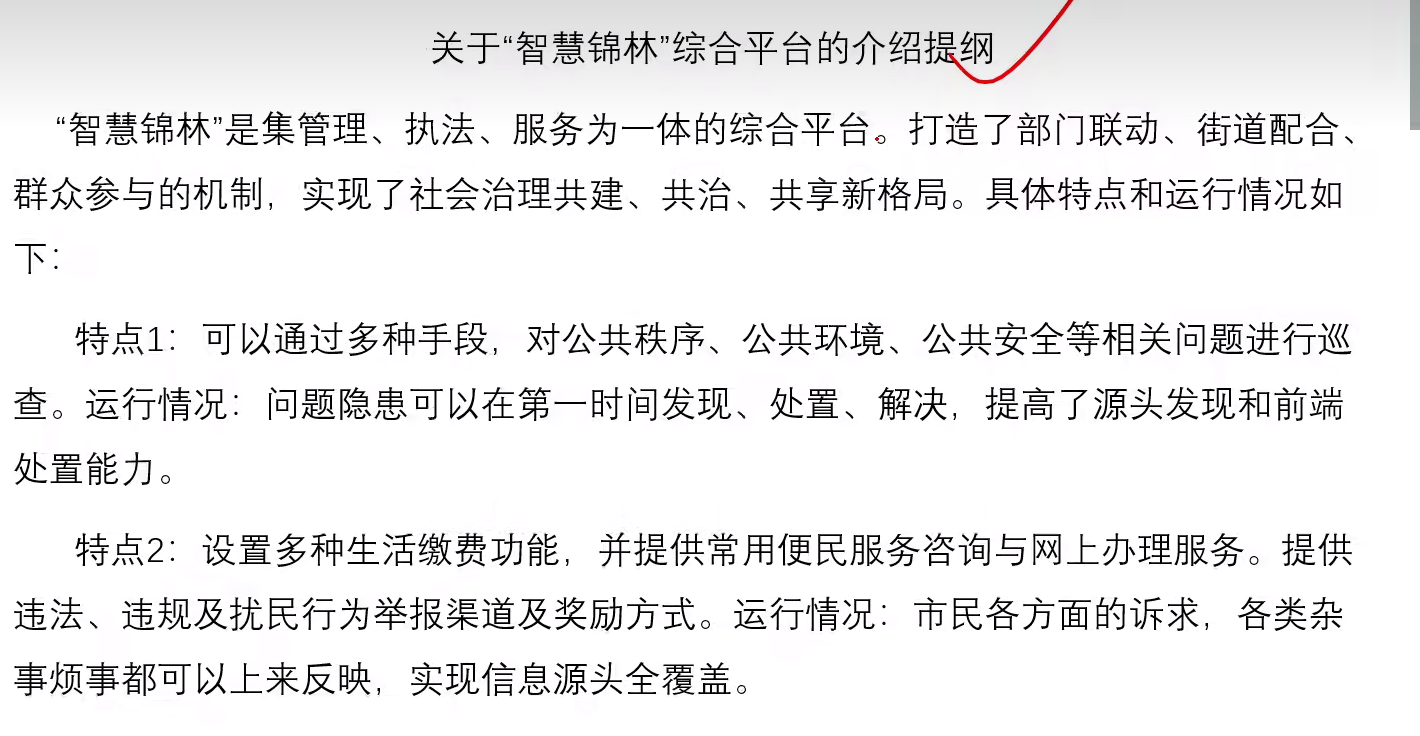 关于“智慧锦林”综合平台的介绍提纲
“智慧锦林”是集管理、执法、服务为一体的综合平台。打造了部门联动、街道配合、
群众参与的机制，实现了社会治理共建、共治、共享新格局。具体特点和运行情况如
下：
特点1：可以通过多种手段，对公共秩序、公共环境、公共安全等相关问题进行巡
查。运行情况：问题隐患可以在第一时间发现、处置、解决，提高了源头发现和前端
处置能力。
特点2：设置多种生活缴费功能，并提供常用便民服务咨询与网上办理服务。提供
违法、违规及扰民行为举报渠道及奖励方式。运行情况：市民各方面的诉求，各类杂
事烦事都可以上来反映，实现信息源头全覆盖。